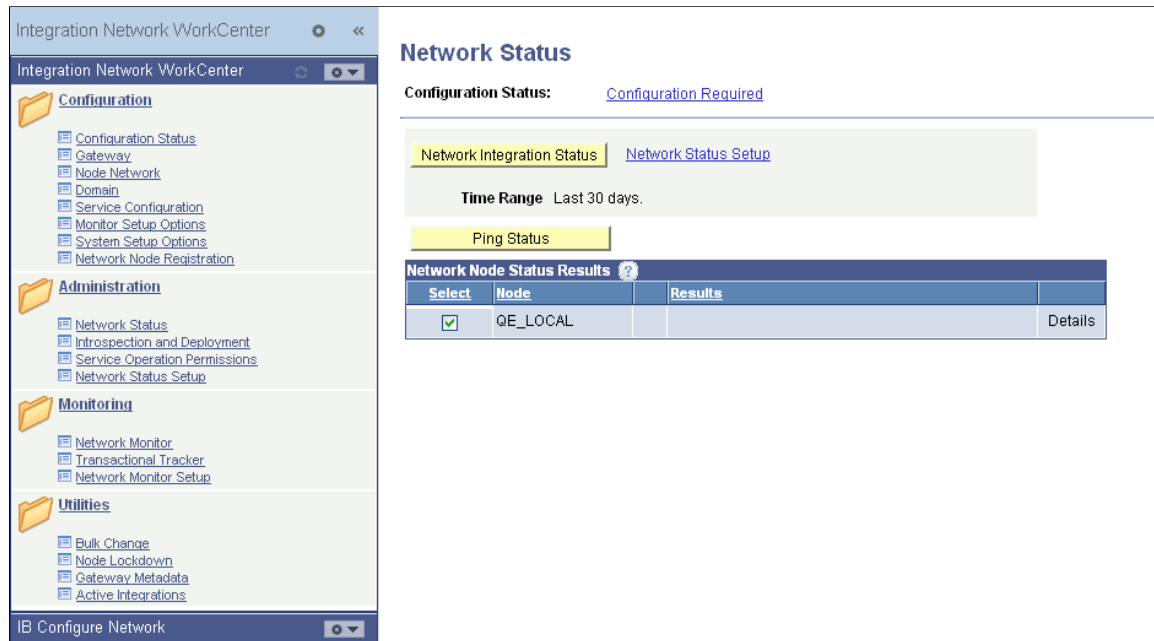 Integration Network WorkCenter
Integration Network WorkCenter
Configuration
Configuration Status
Gateway
Node Network
Domain
Service Configuration
Monitor Setup Options
System Setup Options
Network Node Registration
Administration
Network Status
Introspection and Deployment
Service Operation Permissions
Network Status Setup
Monitoring
Network Monitor
Transactional Tracker
Network Monitor Setup
Utilities
Bulk Change
Node Lockdown
Gateway Metadata
Active Integrations
IB Configure Network
Network Status
Configuration Status: Configuration Required
Network Integration Status Network Status Setup
Time Range Last 30 days.
Ping Status
Network Node Status Results ?
Select Node Results
QE_LOCAL Details